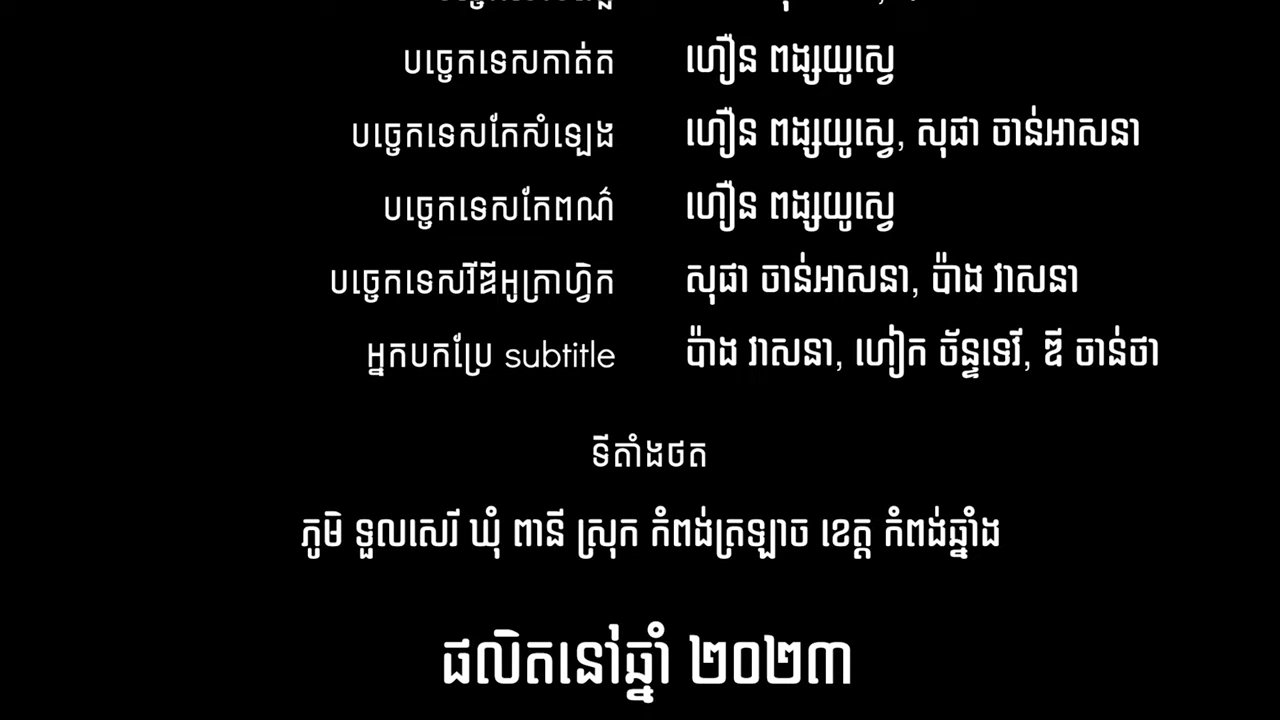 បច្ចេកទេសកាត់ត ហឿន ពង្សយូស្វេ
បច្ចេកទេសកែសំឡេង ហឿន ពង្សយូស្វេ, សុផា ចាន់អាសនា
បច្ចេកទេសកែពណ៌ ហឿន ពង្សយូស្វេ
បច្ចេកទេសវីឌីអូក្រាហ្វិក សុផា ចាន់អាសនា, ប៉ាង វាសនា
អ្នកបកប្រែ subtitle ប៉ាង វាសនា, ហៀក ច័ន្ទទេវី, ឌី ចាន់ថា
ទីតាំងថត
ភូមិ ទួលសេរី ឃុំ ពានី ស្រុក កំពង់ត្រឡាច ខេត្ត កំពង់ឆ្នាំង
ផលិតនៅឆ្នាំ ២០២៣